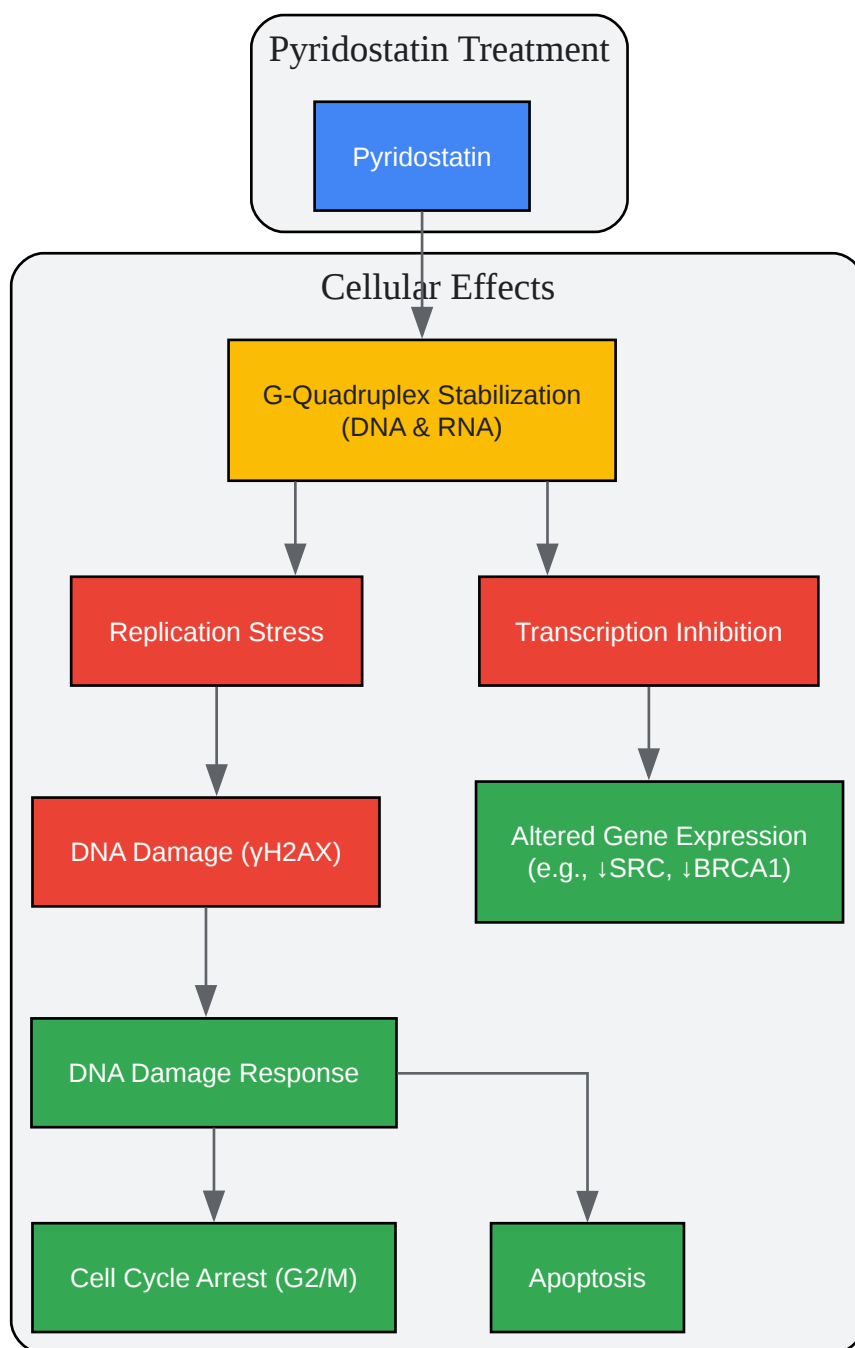 Pyridostatin Treatment
Pyridostatin
Cellular Effects
G-Quadruplex Stabilization
(DNA & RNA)
Replication Stress
Transcription Inhibition
DNA Damage (γH2AX)
Altered Gene Expression
(e.g., ↓SRC, ↓BRCA1)
DNA Damage Response
Cell Cycle Arrest (G2/M)
Apoptosis